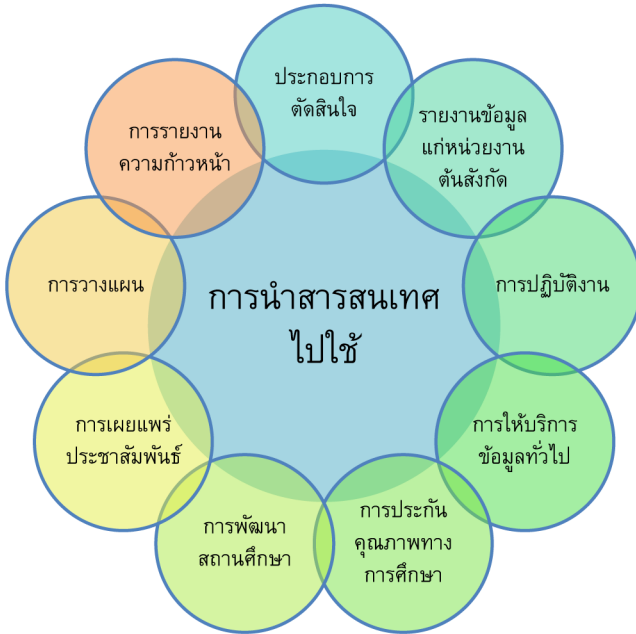 ประกอบการ
ตัดสินใจ
รายงานข้อมูล
แก่หน่วยงาน
ต้นสังกัด
การปฏิบัติงาน
การให้บริการ
ข้อมูลทั่วไป
การประกัน
คุณภาพทาง
การศึกษา
การพัฒนา
สถานศึกษา
การเผยแพร่
ประชาสัมพันธ์
การวางแผน
การรายงาน
ความก้าวหน้า
การนำสารสนเทศ
ไปใช้